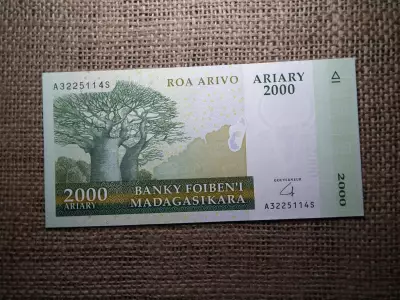 A3225114S
ROA ARIVO
ARIARY
2000
2000
ARIARY
BANKY FOIBEN'I
MADAGASIKARA
A3225114S
2000